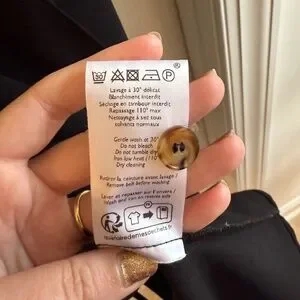 Lavage à 30° délicat
Blanchiment interdit
Séchage en tambour interdit
Repassage 110° max
Nettoyage à sec tous
solvants normaux
Gentle wash at 30°
Do not bleach
Do not tumble dry
Iron low heat (110°
Dry cleaning
Retirer la ceinture avant lavage /
Remove belt before washing
Laver et repasser sur l'envers /
Wash and iron on reverse side